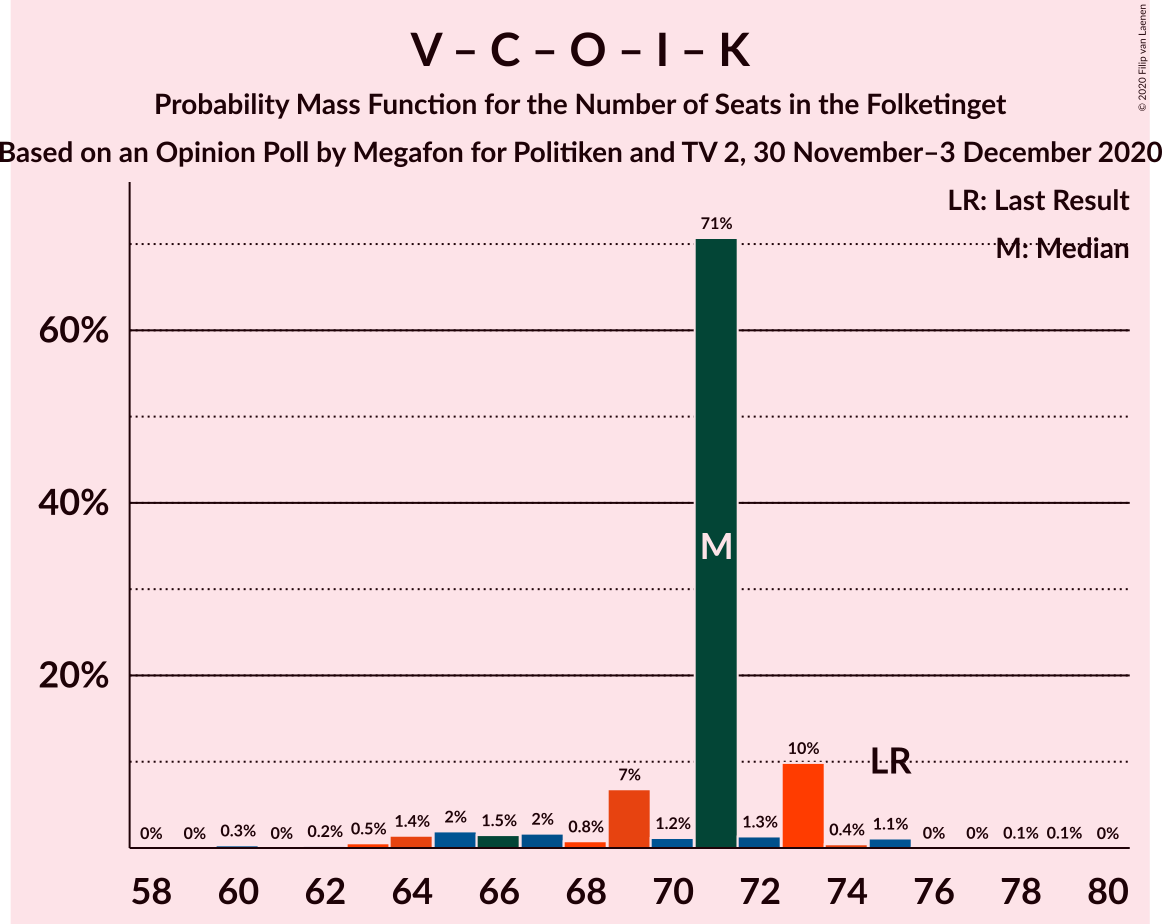 V – C – O – I – K
Probability Mass Function for the Number of Seats in the Folketinget
Based on an Opinion Poll by Megafon for Politiken and TV 2, 30 November–3 December 2020
© 2020 Filip van Laenen
LR: Last Result
M: Median
60%
40%
20%
0% 0% 0.3% 0% 0.2% 0.5% 1.4% 2% 1.5% 2% 0.8% 7% 1.2% 71% 1.3% 10% 0.4% 1.1% 0% 0% 0.1% 0.1% 0%
M
LR
58 60 62 64 66 68 70 72 74 76 78 80